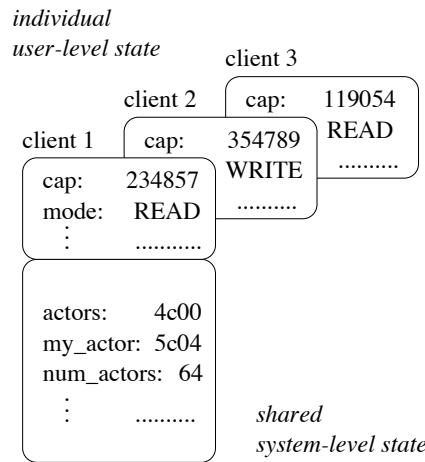 individual
user-level state
client 3
cap: 119054
READ
..........
client 2
cap: 354789
WRITE
..........
client 1
cap: 234857
mode: READ
⋮ ...........
actors: 4c00
my_actor: 5c04
num_actors: 64
⋮ ..........
shared
system-level state